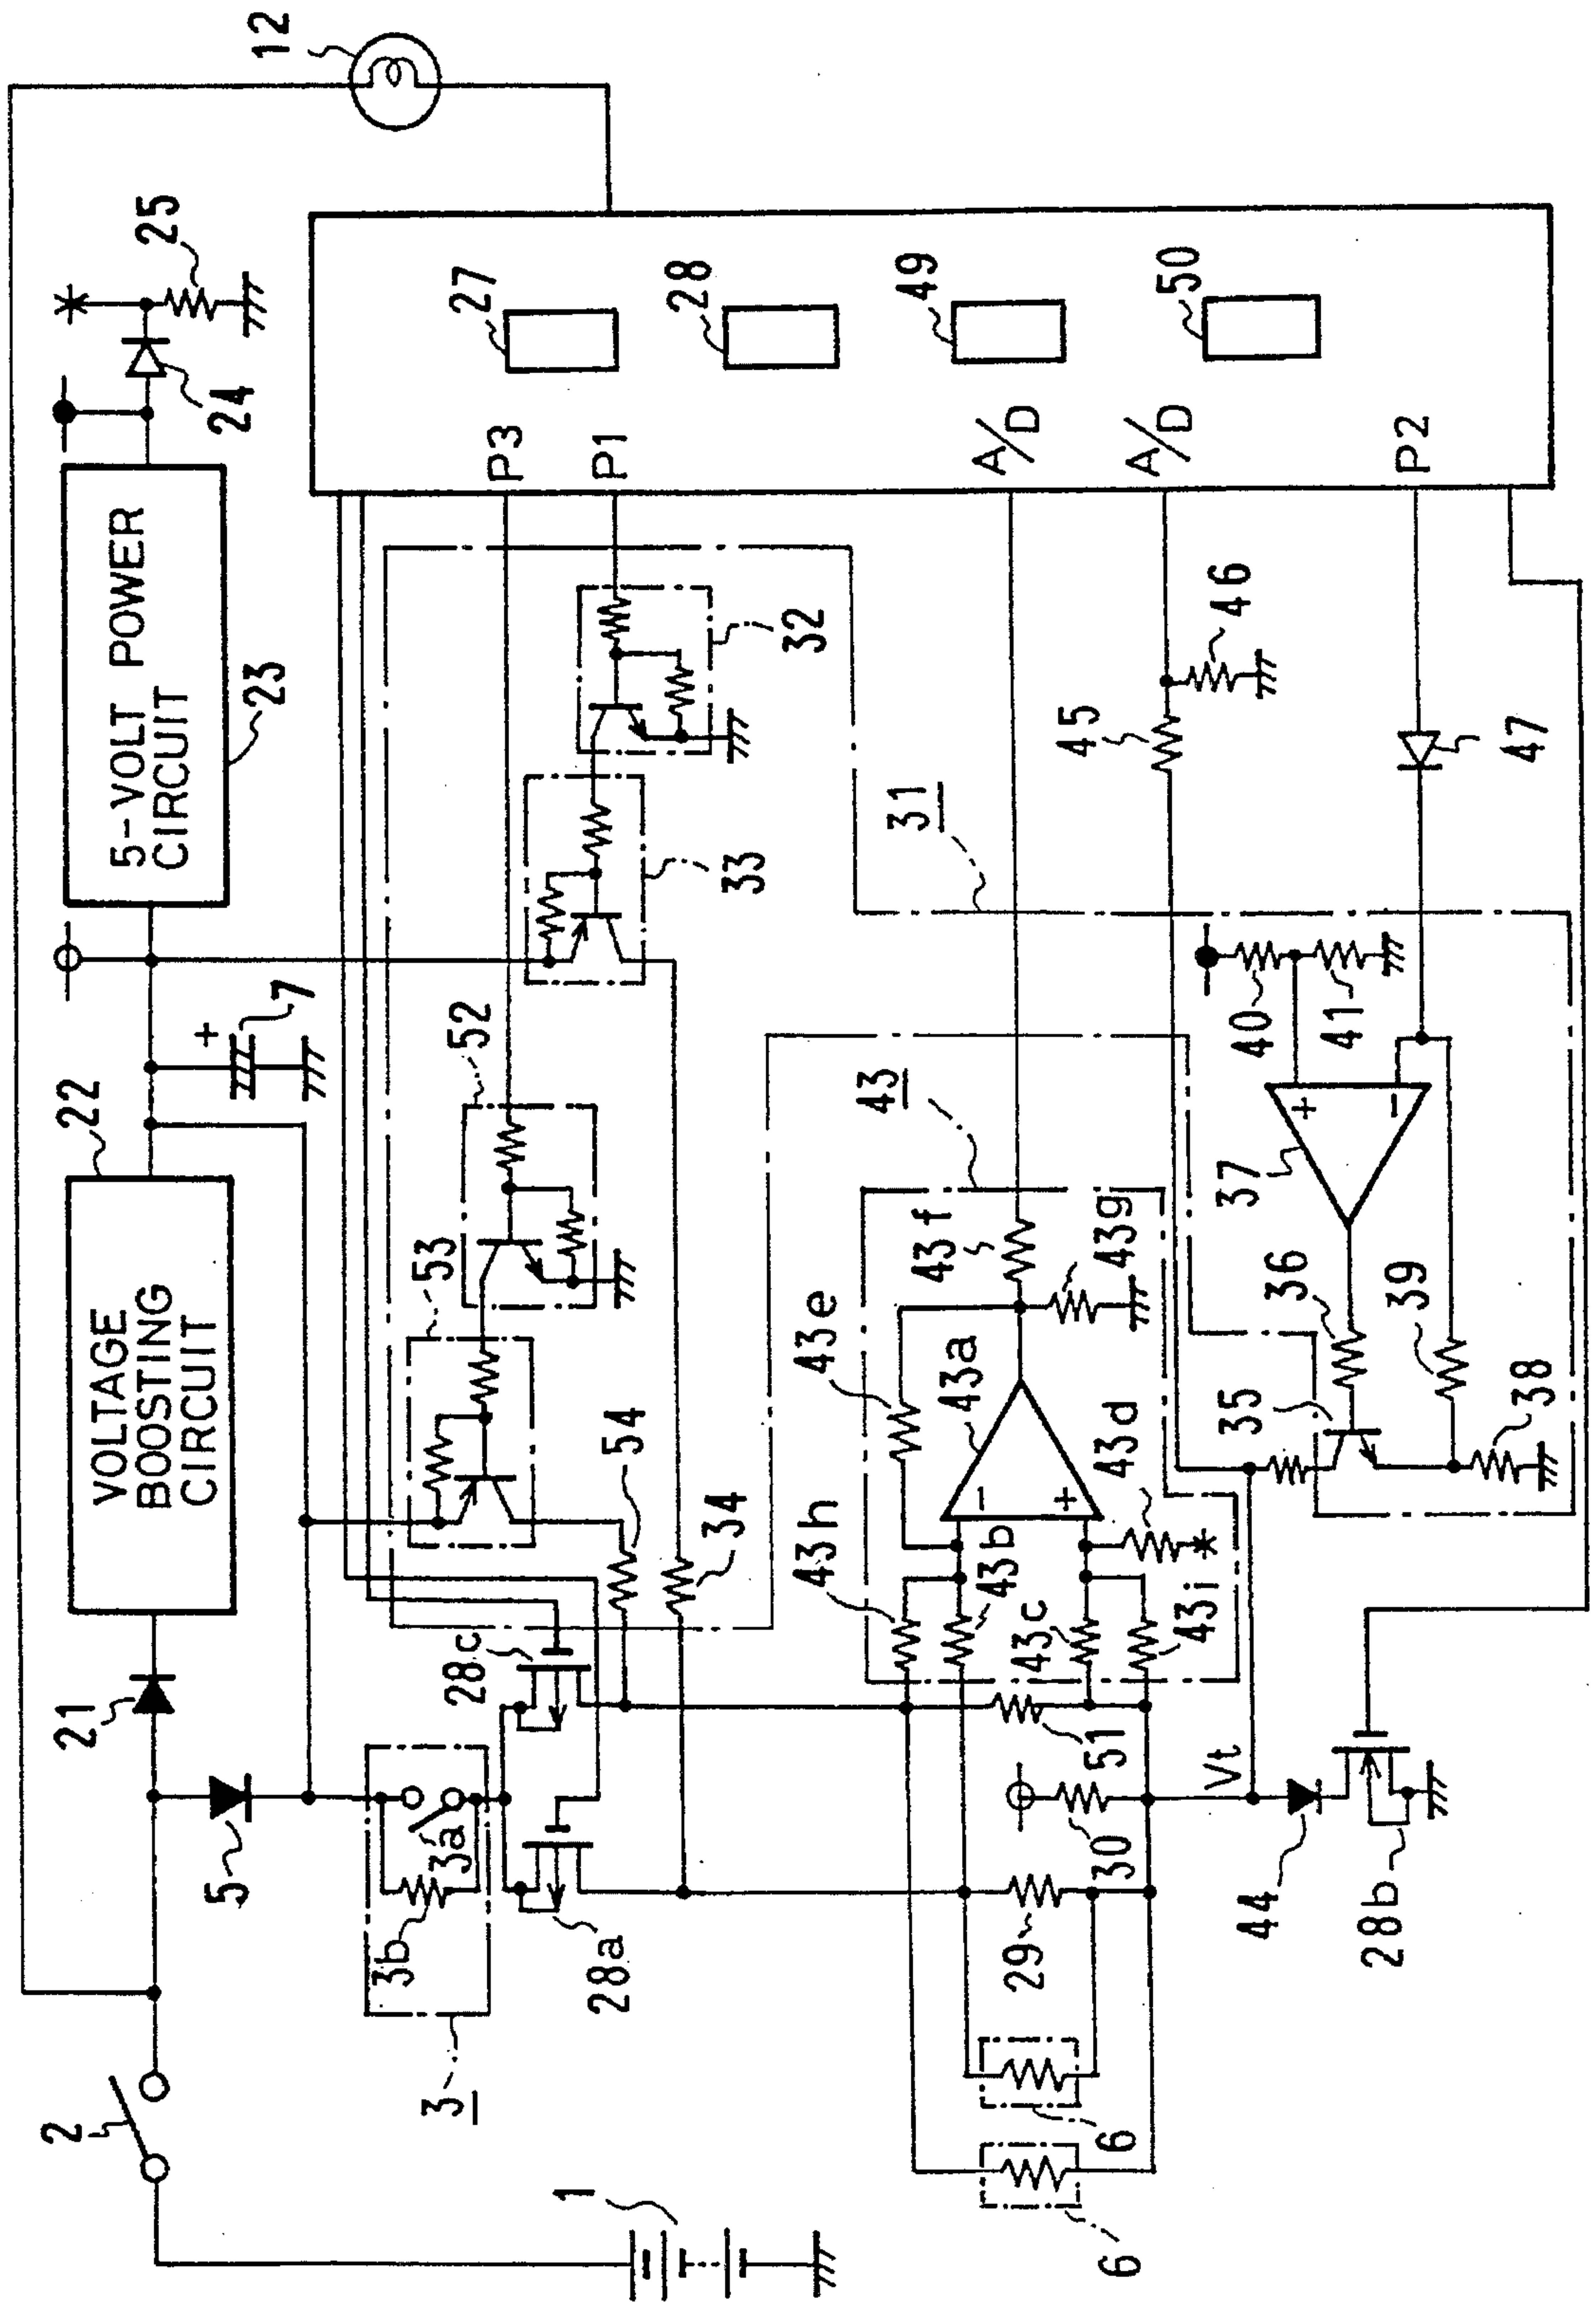 2
21
VOLTAGE
BOOSTING
CIRCUIT
22
+
7
5-VOLT POWER
CIRCUIT
23
24
25
12
1
5
3
3a
3b
28a
28c
53
52
54
34
33
32
P3
P1
A/D
A/D
P2
27
28
49
50
31
43
43a
43b
43c
43d
43e
43f
43g
43h
43i
-
+
6
6
29
30
51
Vt
44
28b
45
46
47
35
36
37
+
-
38
39
40
41